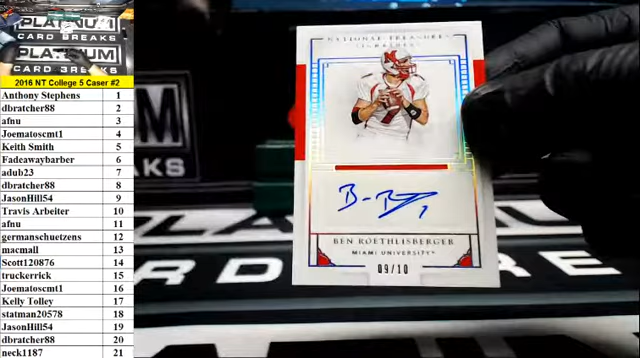 PLATINUM
CARD BREAKS
PLATINUM
CARD BREAKS
2016 NT College 5 Caser #2
Anthony Stephens 1
dbratcher88 2
afnu 3
Joematoscmt1 4
Keith Smith 5
Fadeawaybarber 6
adub23 7
dbratcher88 8
JasonHill54 9
Travis Arbeiter 10
afnu 11
germanschuetzens 12
macmall 13
Scott120876 14
truckerrick 15
Joematoscmt1 16
Kelly Tolley 17
statman20578 18
JasonHill54 19
dbratcher88 20
neck1187 21
NATIONAL TREASURES
SIGNATURES
7
BEN ROETHLISBERGER
MIAMI UNIVERSITY
09/10